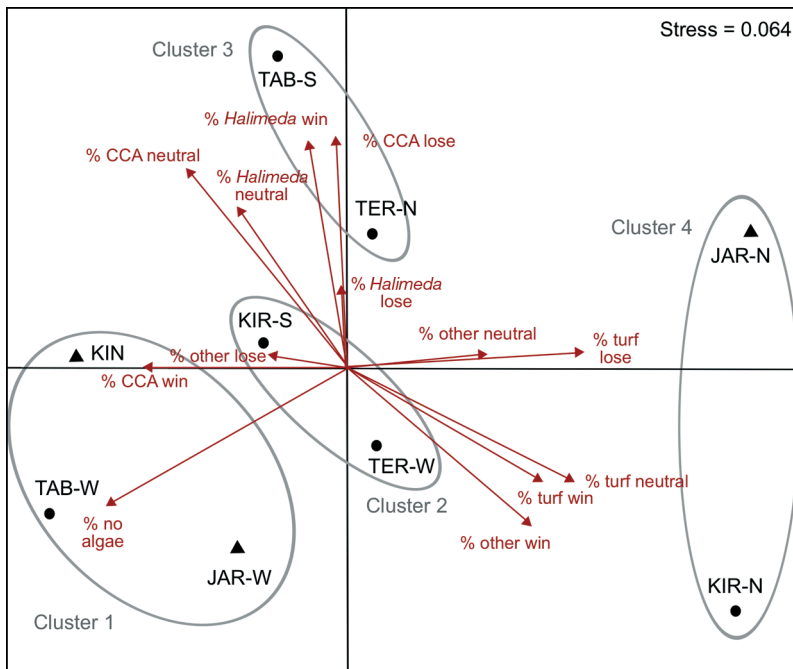 Stress = 0.064
Cluster 3
TAB-S
% Halimeda win
% CCA lose
% CCA neutral
% Halimeda
neutral
TER-N
Cluster 4
JAR-N
% Halimeda
lose
KIR-S
% other neutral
% turf
lose
KIN
% other lose
% CCA win
TER-W
TAB-W
% turf neutral
% turf win
Cluster 2
% no
algae
% other win
JAR-W
KIR-N
Cluster 1